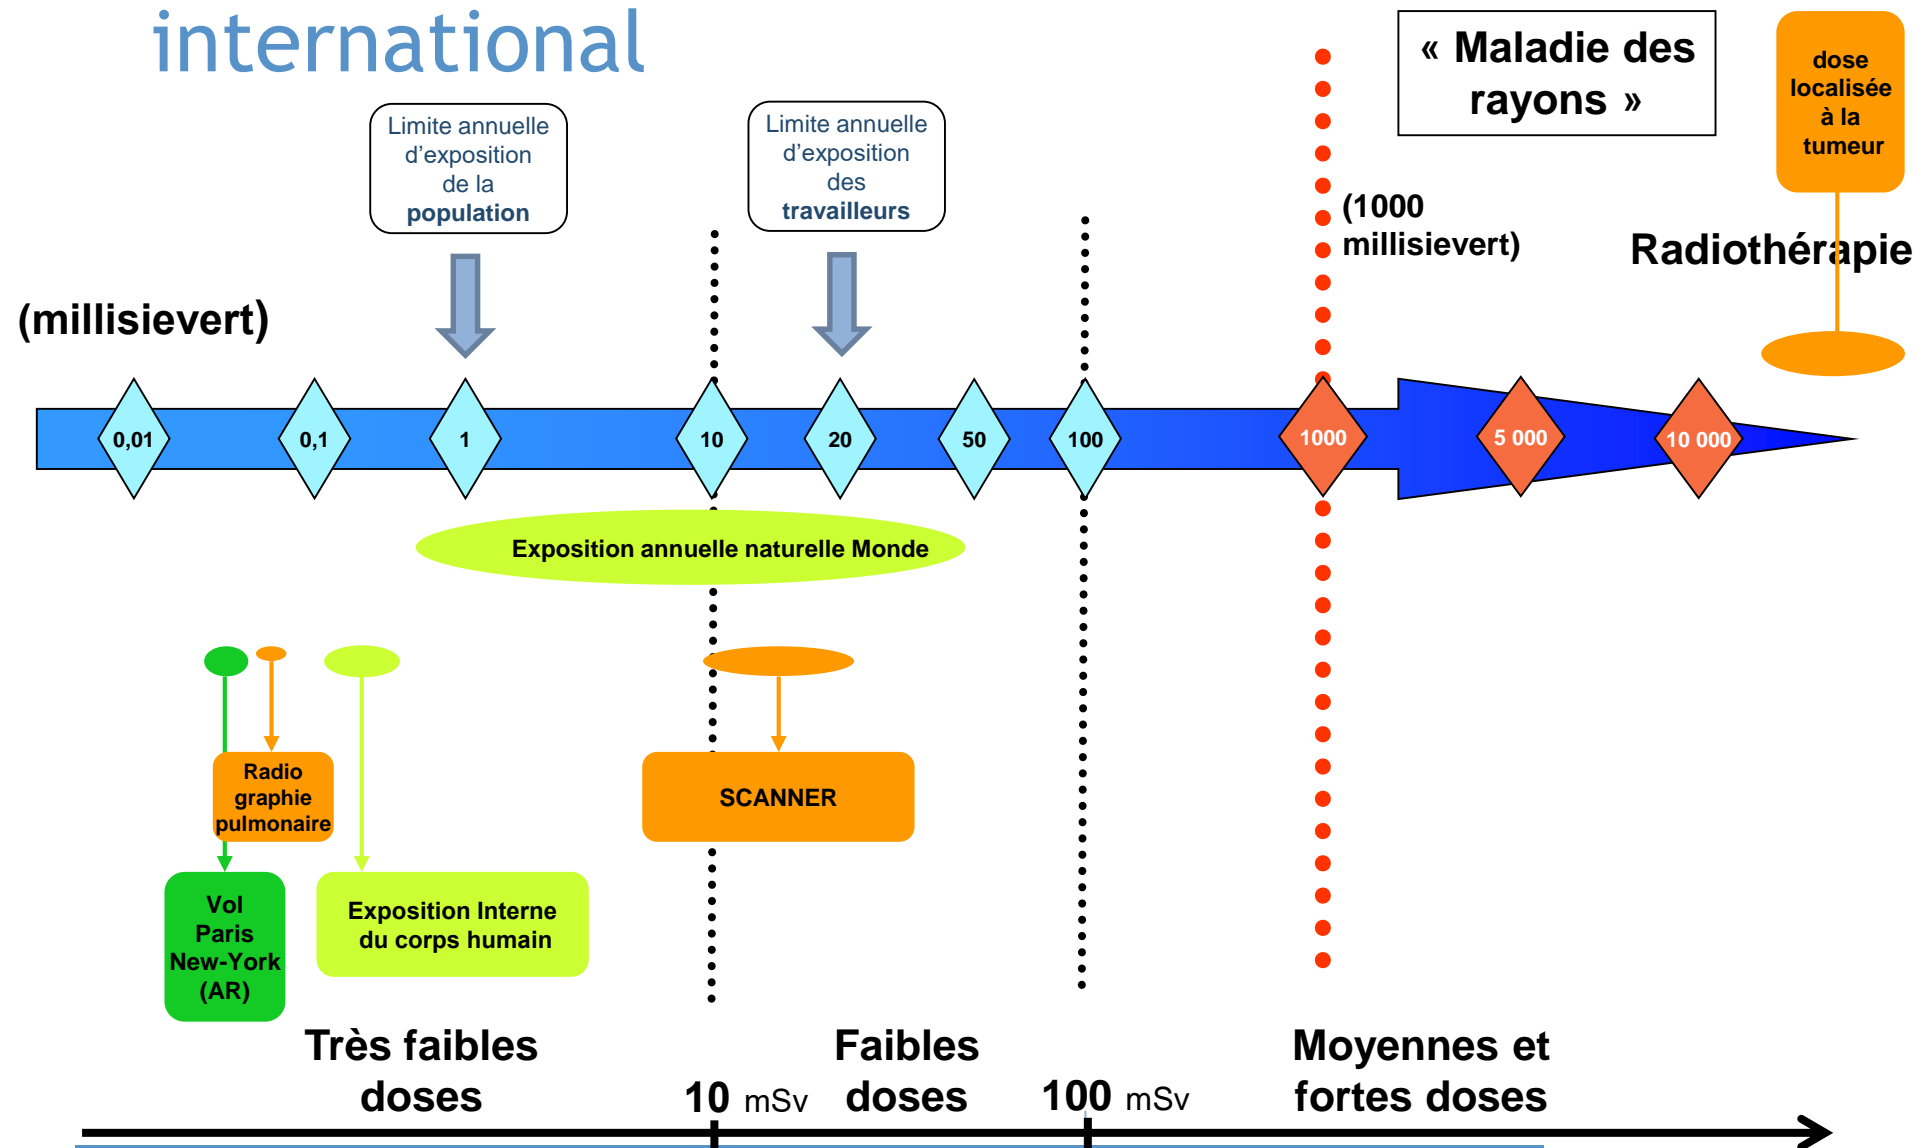 international
« Maladie des
rayons »
dose
localisée
à la
tumeur
Limite annuelle
d'exposition
de la
population
Limite annuelle
d'exposition
des
travailleurs
(1000
millisievert)
Radiothérapie
(millisievert)
0,01
0,1
1
10
20
50
100
1000
5 000
10 000
Exposition annuelle naturelle Monde
Radio
graphie
pulmonaire
SCANNER
Vol
Paris
New-York
(AR)
Exposition Interne
du corps humain
Très faibles
doses
Faibles
doses
Moyennes et
fortes doses
10 mSv
100 mSv